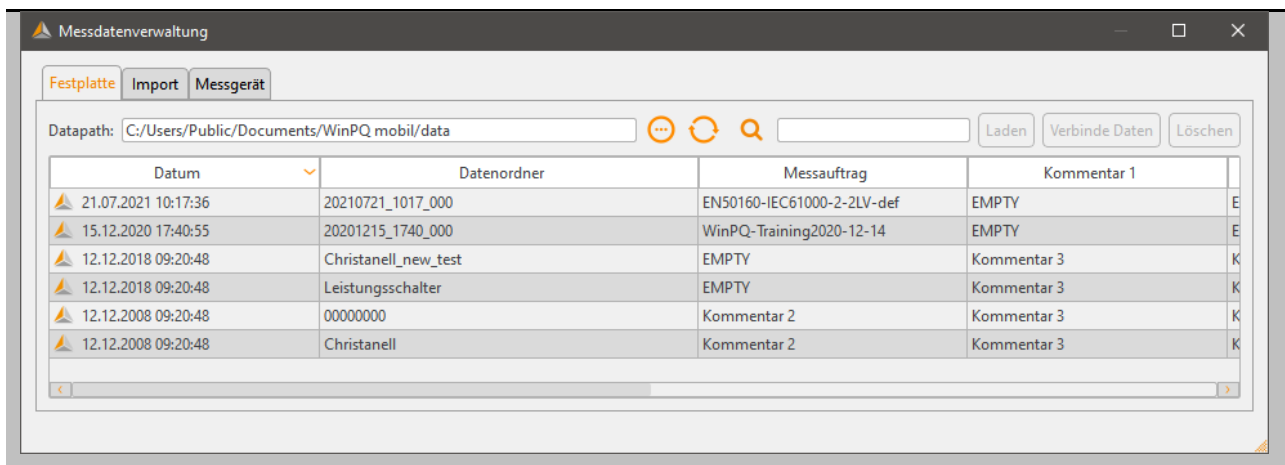 Messdatenverwaltung
Festplatte Import Messgerät
Datapath: C:/Users/Public/Documents/WinPQ mobil/data Laden Verbinde Daten Löschen
Datum Datenordner Messauftrag Kommentar 1
21.07.2021 10:17:36 20210721_1017_000 EN50160-IEC61000-2-2LV-def EMPTY E
15.12.2020 17:40:55 20201215_1740_000 WinPQ-Training2020-12-14 EMPTY E
12.12.2018 09:20:48 Christanell_new_test EMPTY Kommentar 3 K
12.12.2018 09:20:48 Leistungsschalter EMPTY Kommentar 3 K
12.12.2008 09:20:48 00000000 Kommentar 2 Kommentar 3 K
12.12.2008 09:20:48 Christanell Kommentar 2 Kommentar 3 K